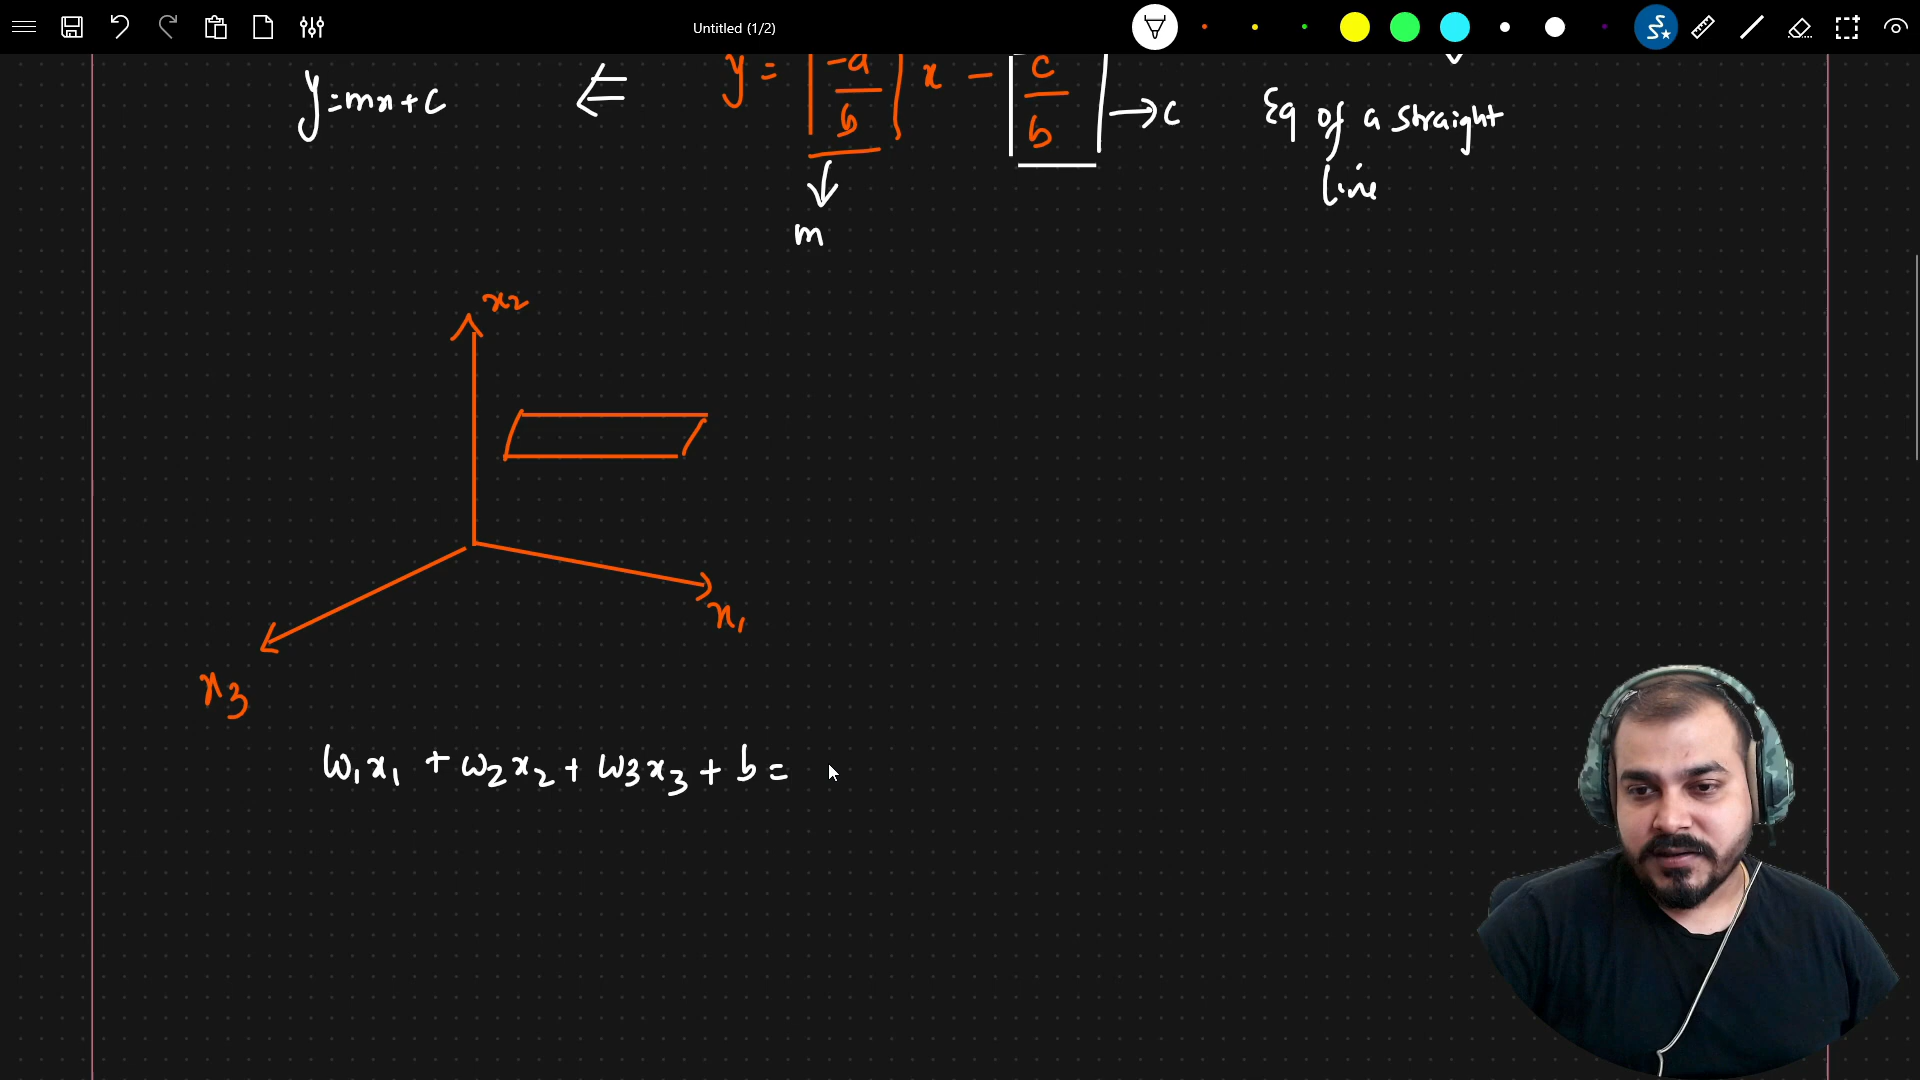 Untitled (1/2)
y=mx+c ⇐ y = [-a/b] x - [c/b] → c Eq of a straight
line
m
x2
x1
x3
w1x1 + w2x2 + w3x3 + b =